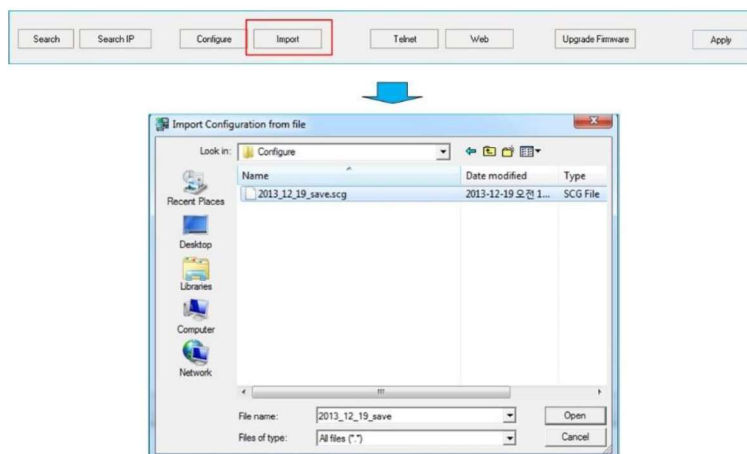 Search Search IP Configure Import Telnet Web Upgrade Firmware Apply
Import Configuration from file
Look in: Configure
Name Date modified Type
2013_12_19_save.scg 2013-12-19 오전 1... SCG File
Recent Places
Desktop
Libraries
Computer
Network
File name: 2013_12_19_save Open
Files of type: All files (*.*) Cancel